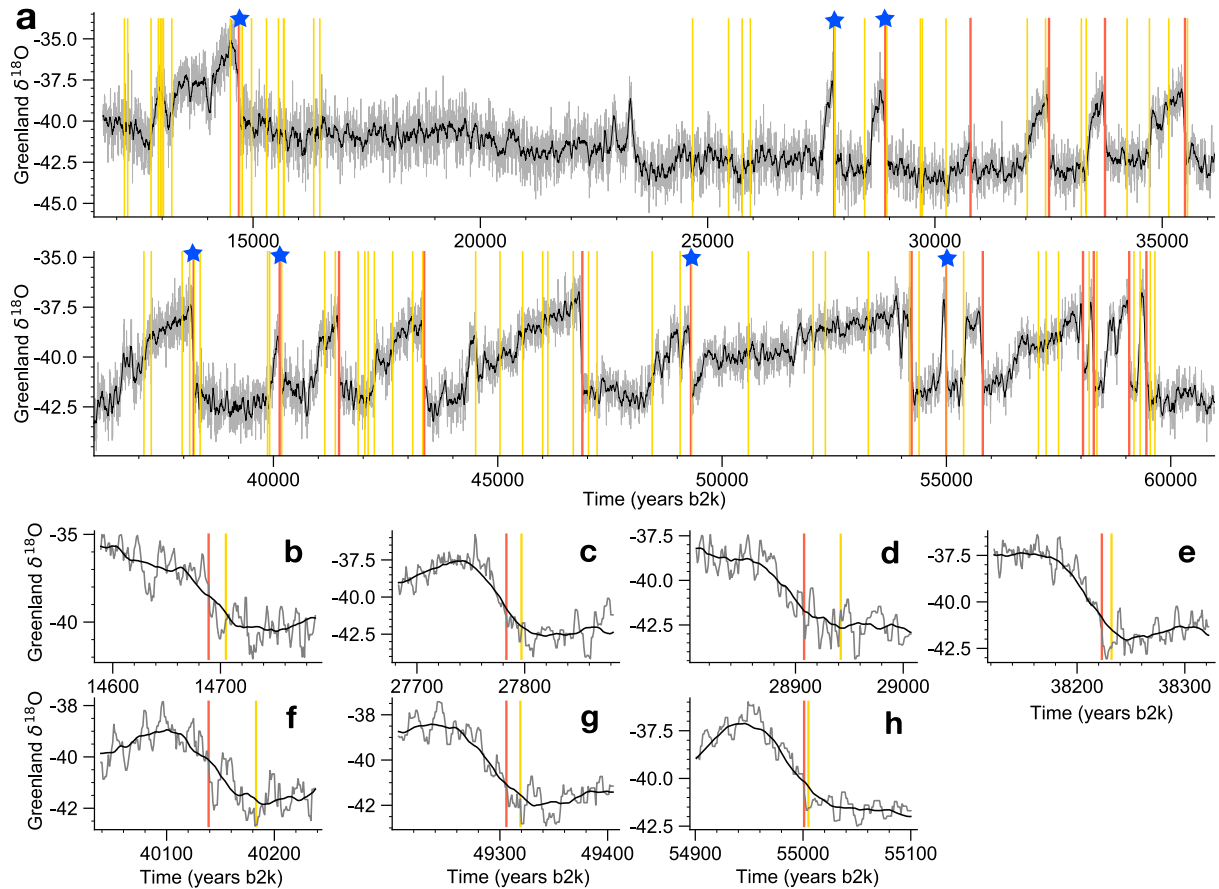 a
Greenland δ18O
-35.0
-37.5
-40.0
-42.5
-45.0
15000 20000 25000 30000 35000
Greenland δ18O
-35.0
-37.5
-40.0
-42.5
40000 45000 50000 55000 60000
Time (years b2k)
Greenland δ18O
-35
-40
b
14600 14700
-37.5
-40.0
-42.5
c
27700 27800
-37.5
-40.0
-42.5
d
28900 29000
-37.5
-40.0
-42.5
e
38200 38300
Time (years b2k)
Greenland δ18O
-38
-40
-42
f
40100 40200
Time (years b2k)
-38
-40
-42
g
49300 49400
Time (years b2k)
-37.5
-40.0
-42.5
h
54900 55000 55100
Time (years b2k)